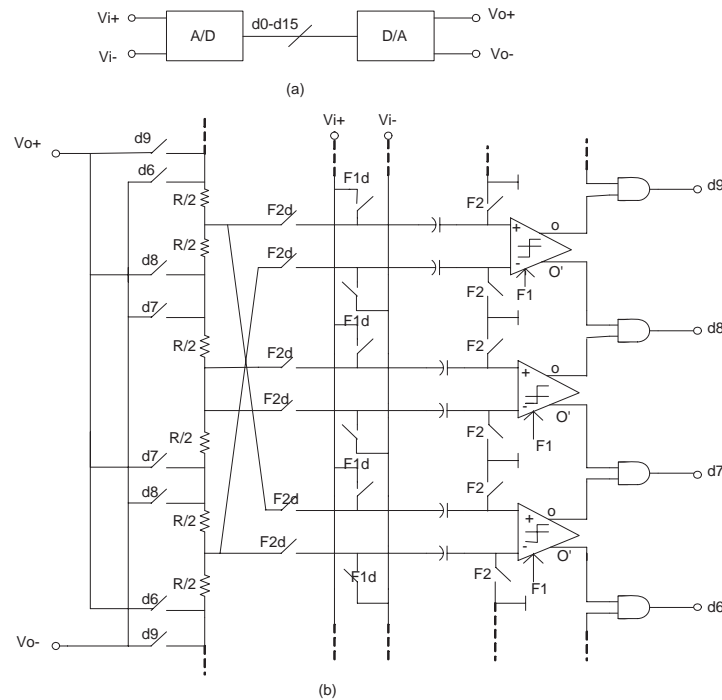 Vi+
Vi-
A/D
d0-d15
D/A
Vo+
Vo-
(a)
Vi+
Vi-
Vo+
d9
d6
R/2
R/2
d8
d7
R/2
R/2
d7
d8
R/2
R/2
d6
d9
Vo-
F2d
F2d
F2d
F2d
F2d
F2d
F1d
F1d
F1d
F1d
F1d
F1d
F2
F2
F2
F2
F2
F2
+
-
o
O'
F1
+
-
o
O'
F1
+
-
o
O'
F1
d9
d8
d7
d6
(b)